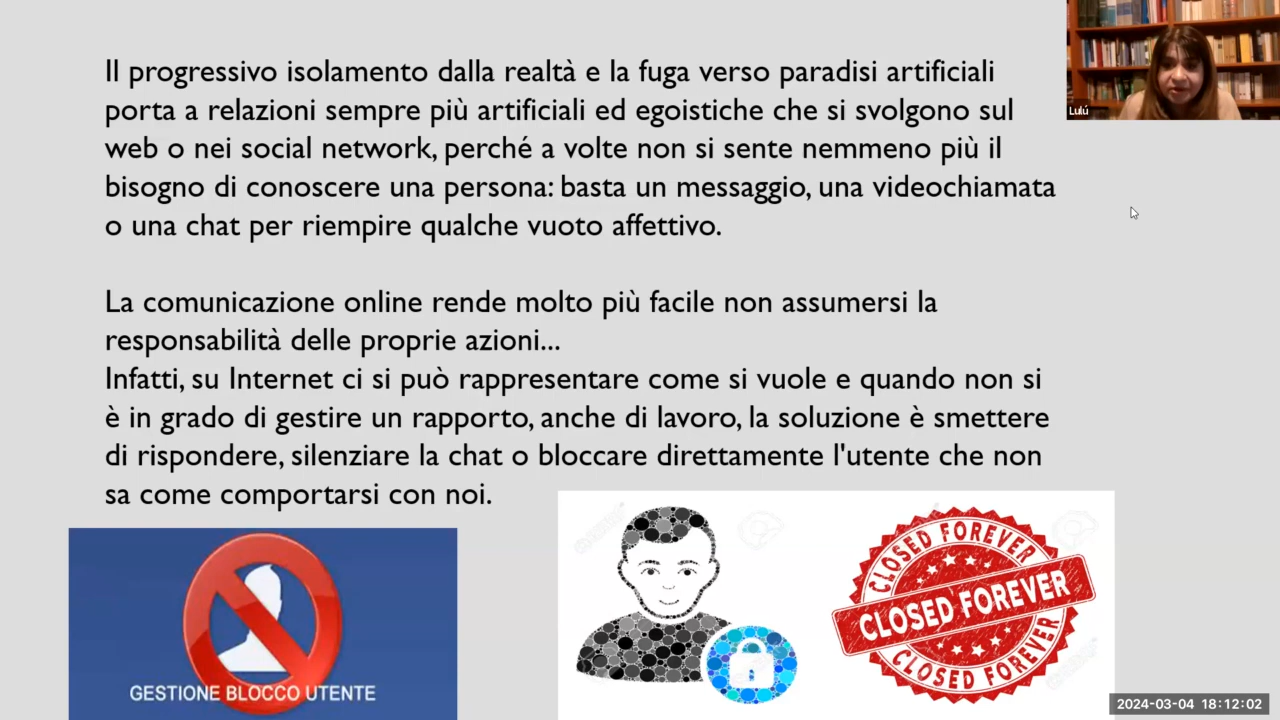 Il progressivo isolamento dalla realtà e la fuga verso paradisi artificiali
porta a relazioni sempre più artificiali ed egoistiche che si svolgono sul
web o nei social network, perché a volte non si sente nemmeno più il
bisogno di conoscere una persona: basta un messaggio, una videochiamata
o una chat per riempire qualche vuoto affettivo.
La comunicazione online rende molto più facile non assumersi la
responsabilità delle proprie azioni...
Infatti, su Internet ci si può rappresentare come si vuole e quando non si
è in grado di gestire un rapporto, anche di lavoro, la soluzione è smettere
di rispondere, silenziare la chat o bloccare direttamente l'utente che non
sa come comportarsi con noi.
Lulú
GESTIONE BLOCCO UTENTE
CLOSED FOREVER
CLOSED FOREVER
CLOSED FOREVER
2024-03-04 18:12:02